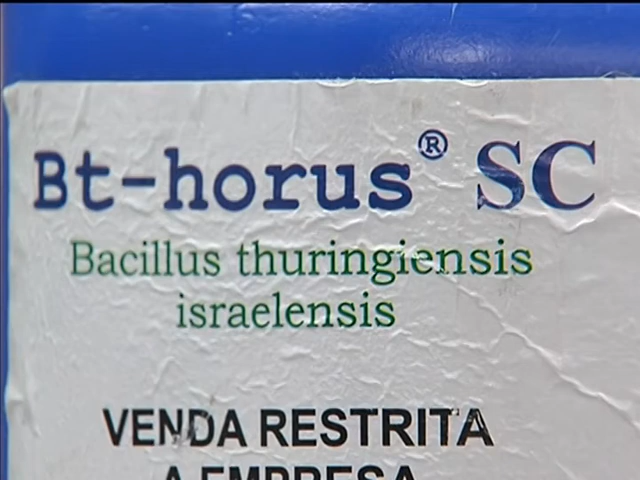 Bt-horus® SC
Bacillus thuringiensis
israelensis
VENDA RESTRITA
A EMPRESA